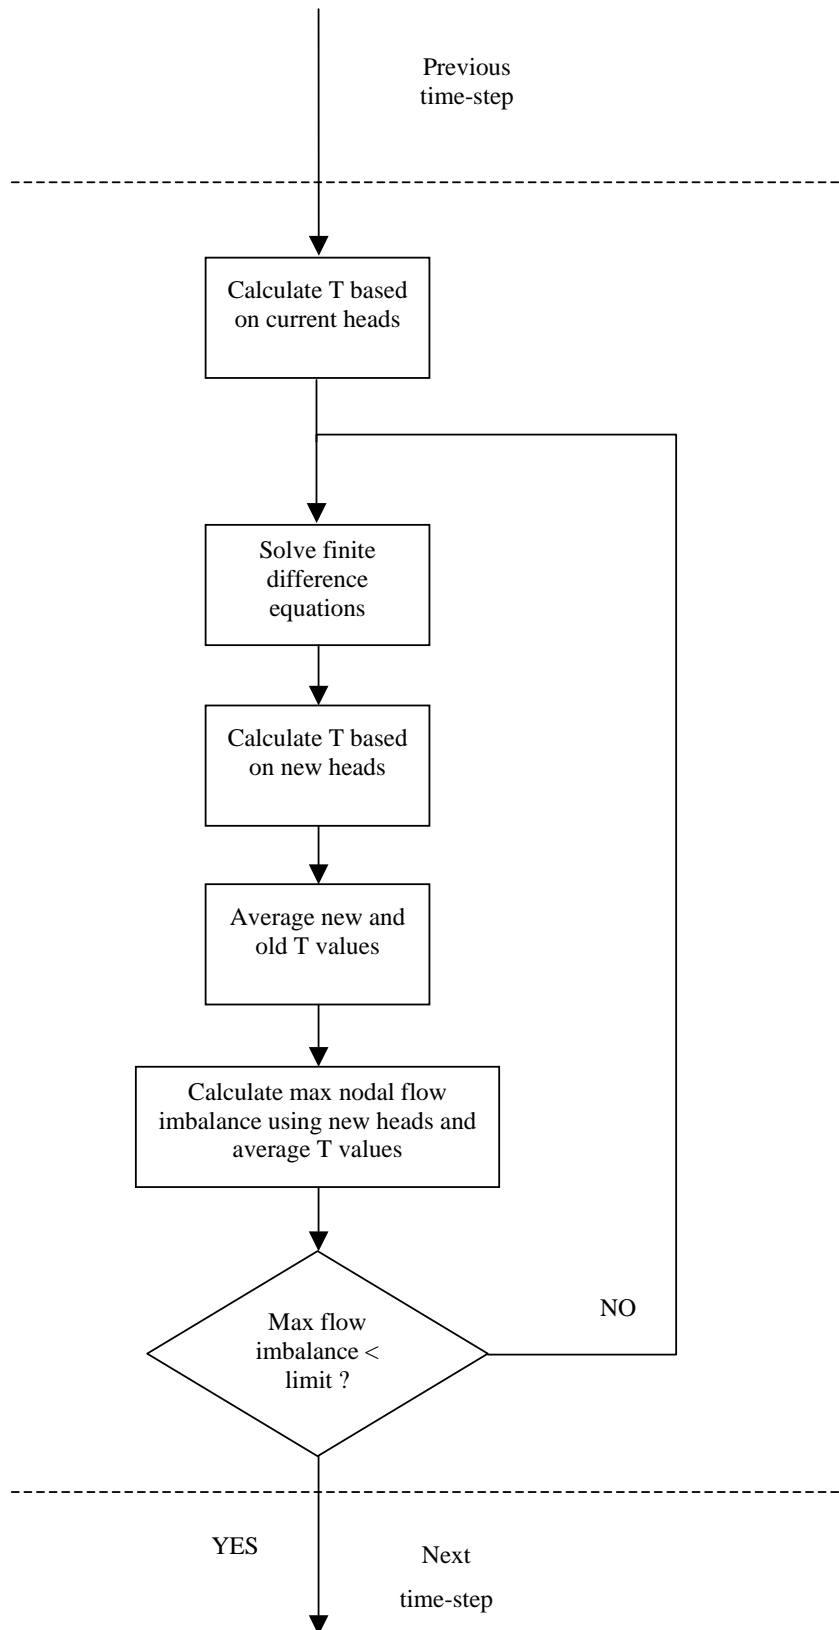 Previous
time-step
Calculate T based
on current heads
Solve finite
difference
equations
Calculate T based
on new heads
Average new and
old T values
Calculate max nodal flow
imbalance using new heads and
average T values
Max flow
imbalance <
limit ?
NO
YES
Next
time-step